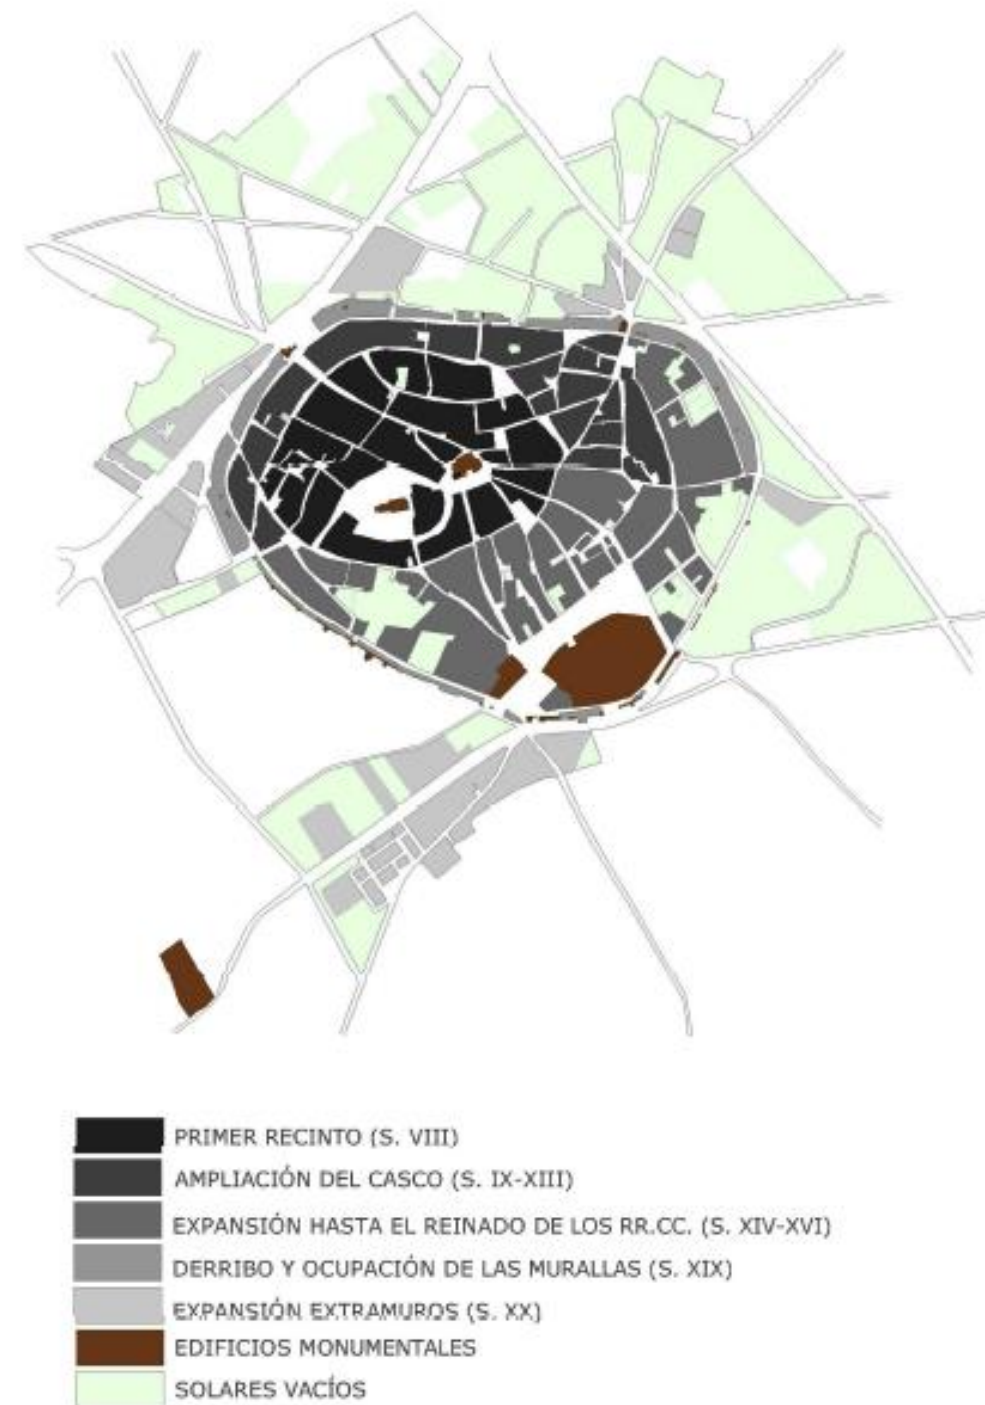 PRIMER RECINTO (S. VIII)
AMPLIACIÓN DEL CASCO (S. IX-XIII)
EXPANSIÓN HASTA EL REINADO DE LOS RR.CC. (S. XIV-XVI)
DERRIBO Y OCUPACIÓN DE LAS MURALLAS (S. XIX)
EXPANSIÓN EXTRAMUROS (S. XX)
EDIFICIOS MONUMENTALES
SOLARES VACÍOS